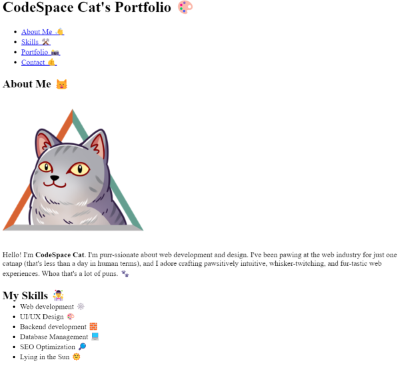 CodeSpace Cat's Portfolio 🎨
About Me 👋
Skills 🛠️
Portfolio 📷
Contact 👍
About Me 🐱
Hello! I'm CodeSpace Cat. I'm purr-ssionate about web development and design. I've been pawing at the web industry for just one
catnap (that's less than a day in human terms), and I adore crafting pawsitively intuitive, whisker-twitching, and fur-tastic web
experiences. Whoa that's a lot of puns. 🐾
My Skills 🤹
Web development 🕸️
UI/UX Design 🎯
Backend development 🧱
Database Management 📃
SEO Optimization 🔎
Lying in the Sun 🌞